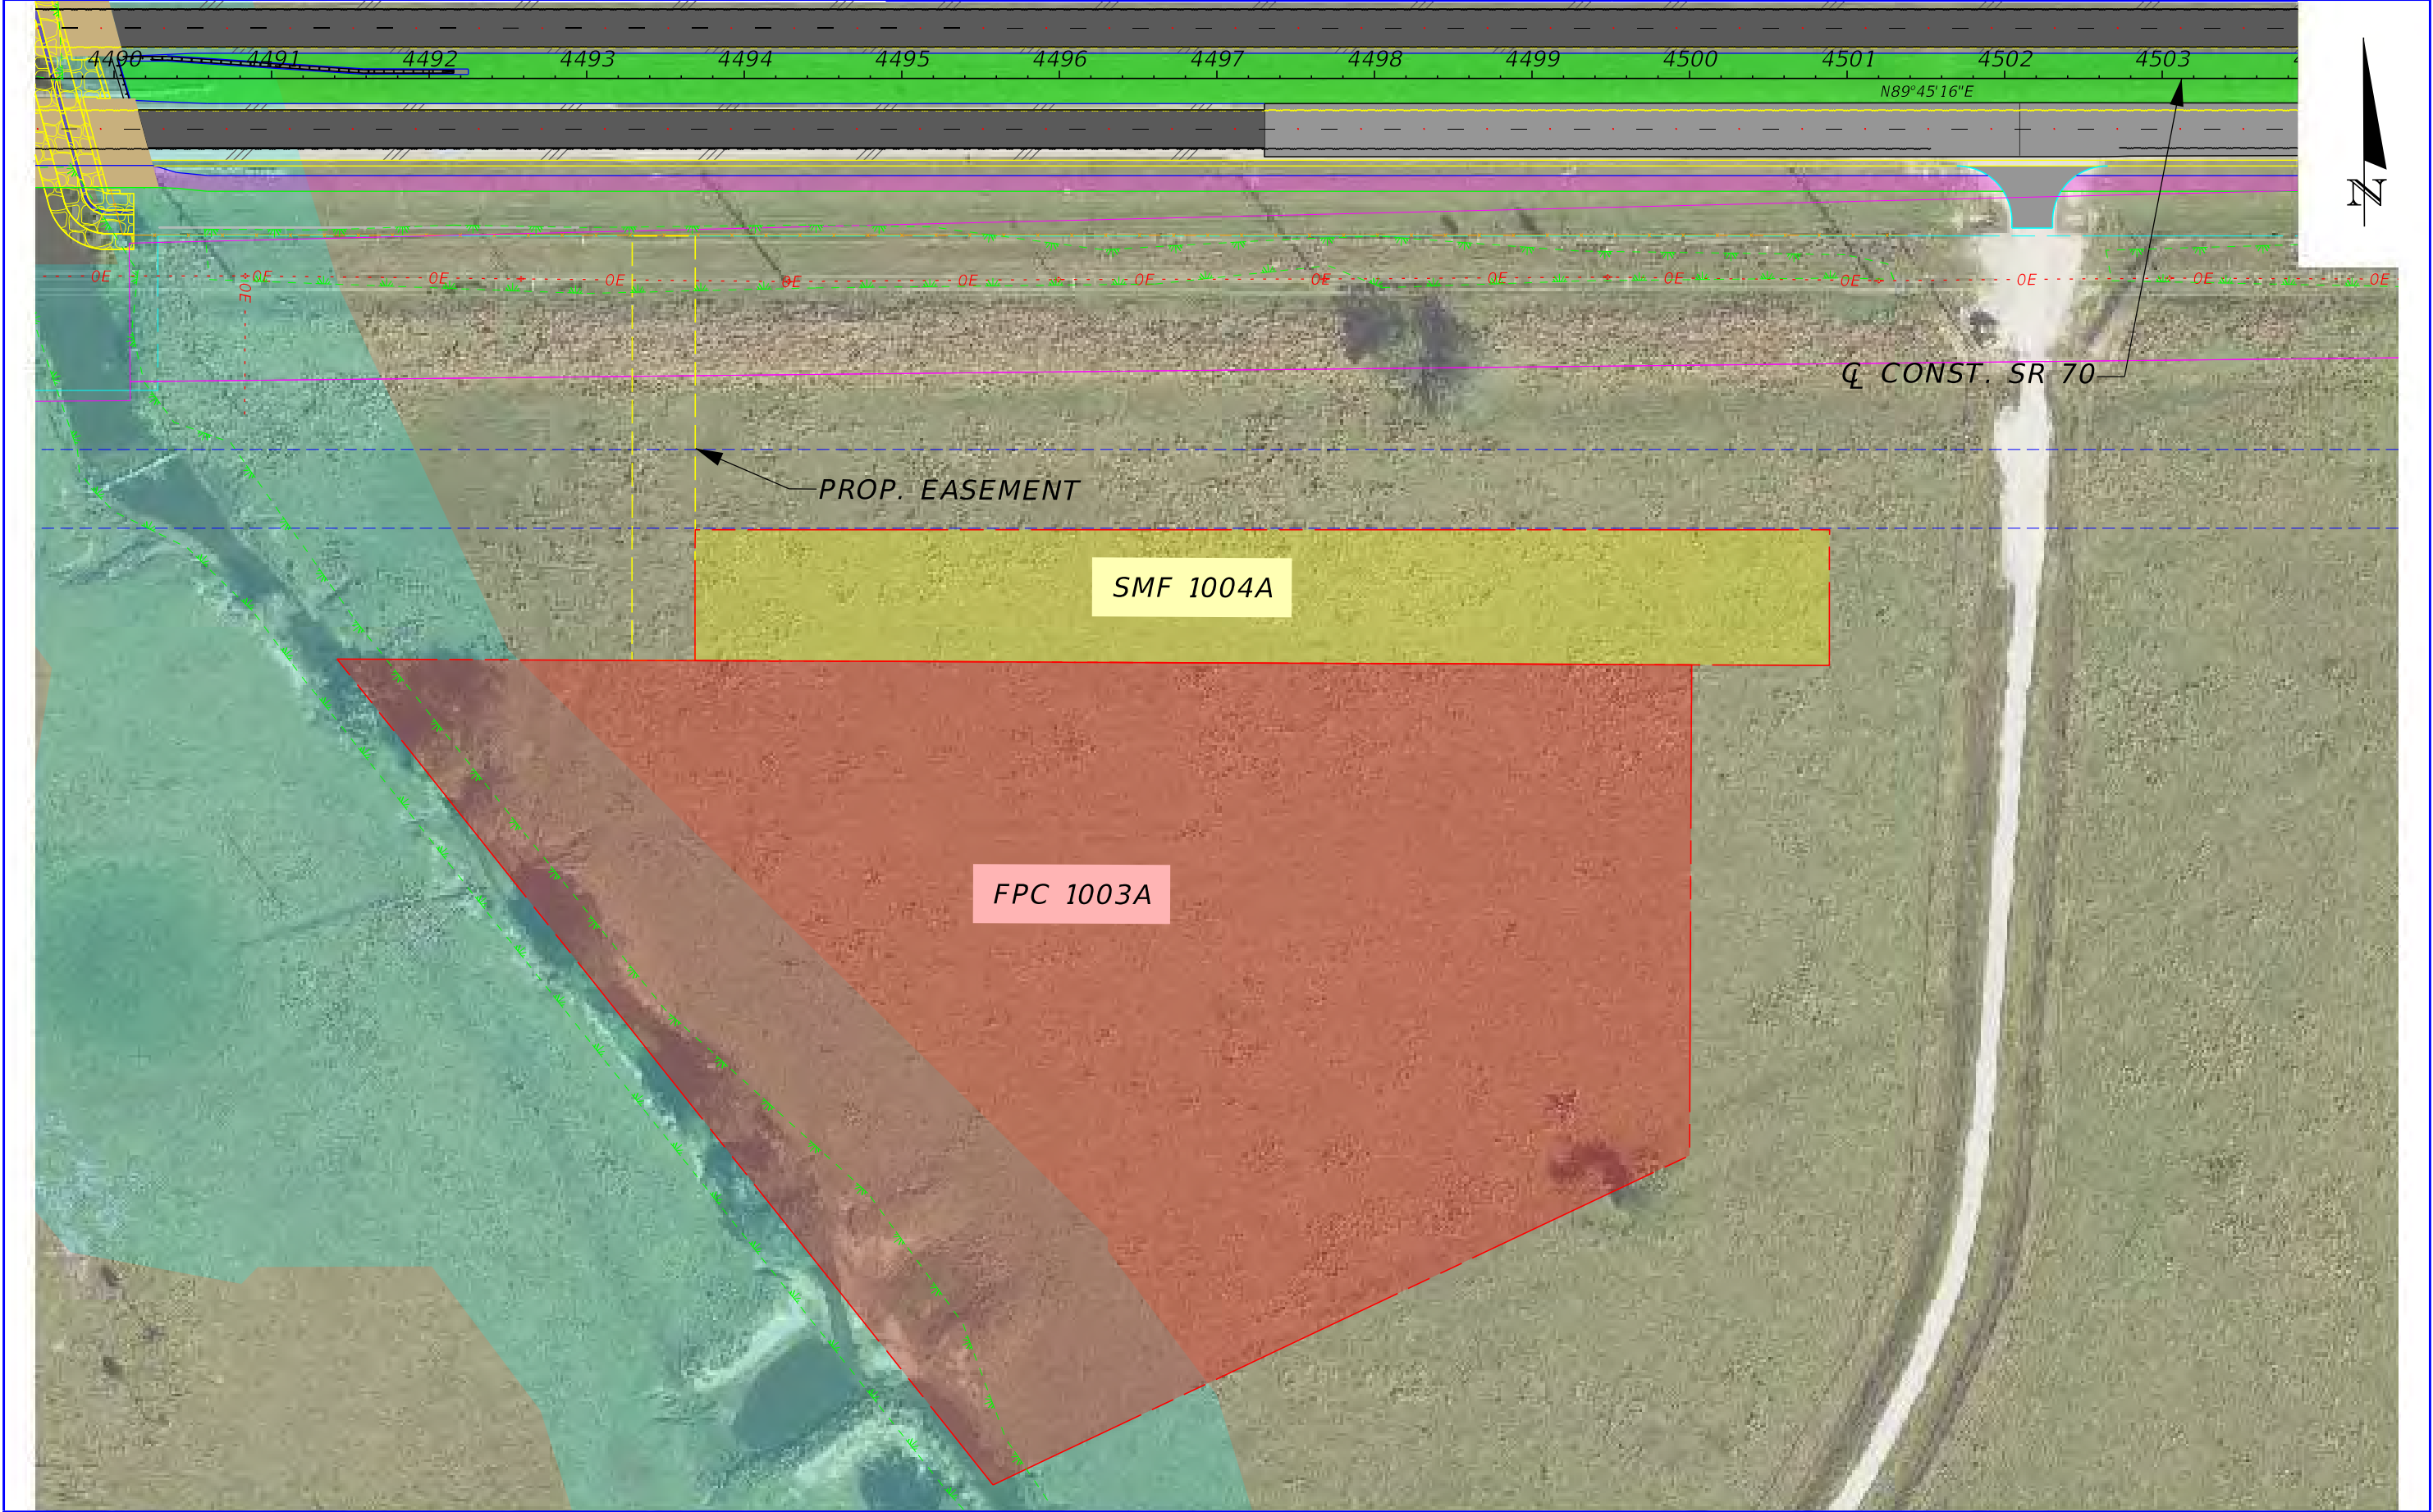 4490 4491 4492 4493 4494 4495 4496 4497 4498 4499 4500 4501 4502 4503
N89°45'16"E
N
OE OE OE OE OE OE OE OE OE OE OE OE OE OE
OE
℄ CONST. SR 70
PROP. EASEMENT
SMF 1004A
FPC 1003A